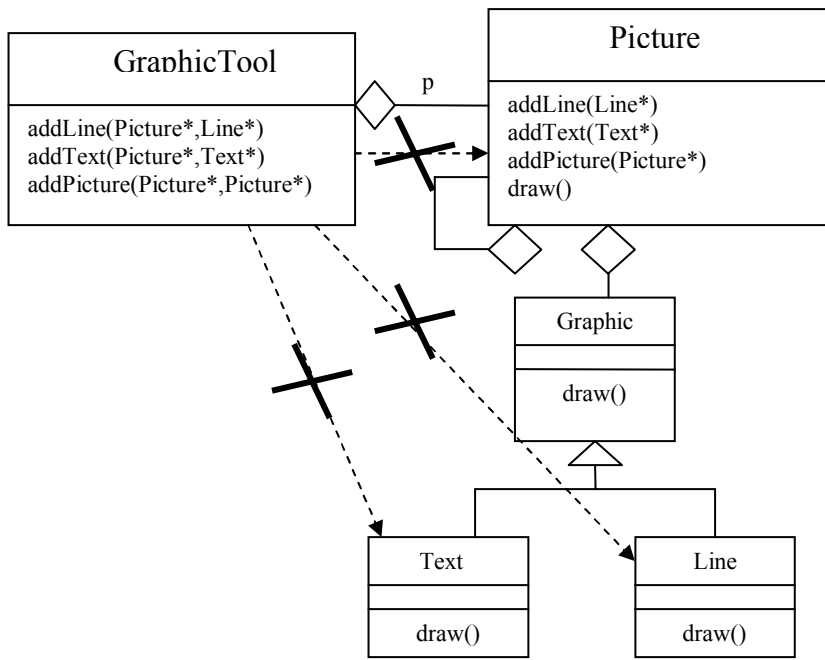 GraphicTool
addLine(Picture*,Line*)
addText(Picture*,Text*)
addPicture(Picture*,Picture*)
p
Picture
addLine(Line*)
addText(Text*)
addPicture(Picture*)
draw()
Graphic
draw()
Text
draw()
Line
draw()